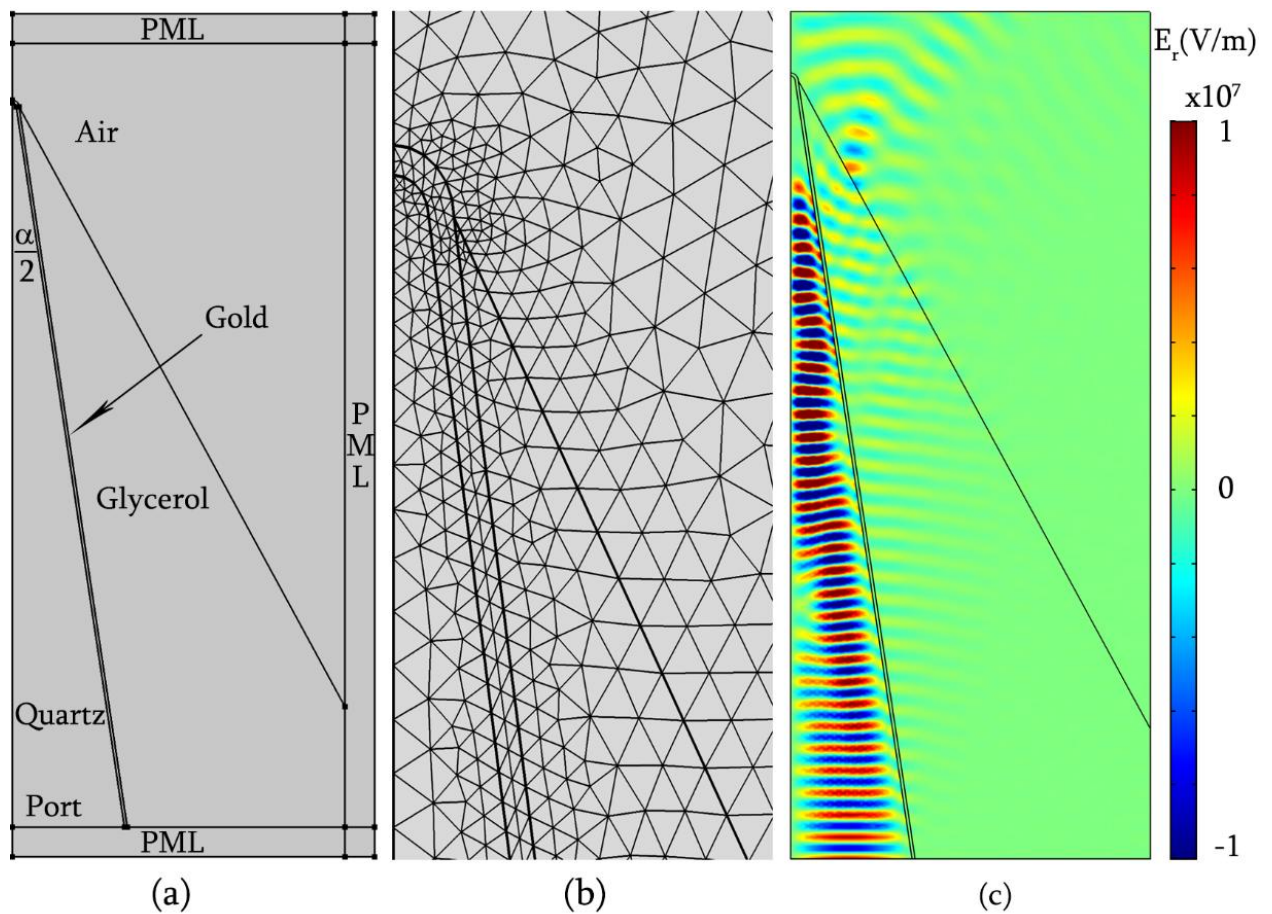 PML
Air
α
2
Gold
P
M
L
Glycerol
Quartz
Port
PML
(a)
(b)
E_r(V/m)
x10^7
1
0
-1
(c)